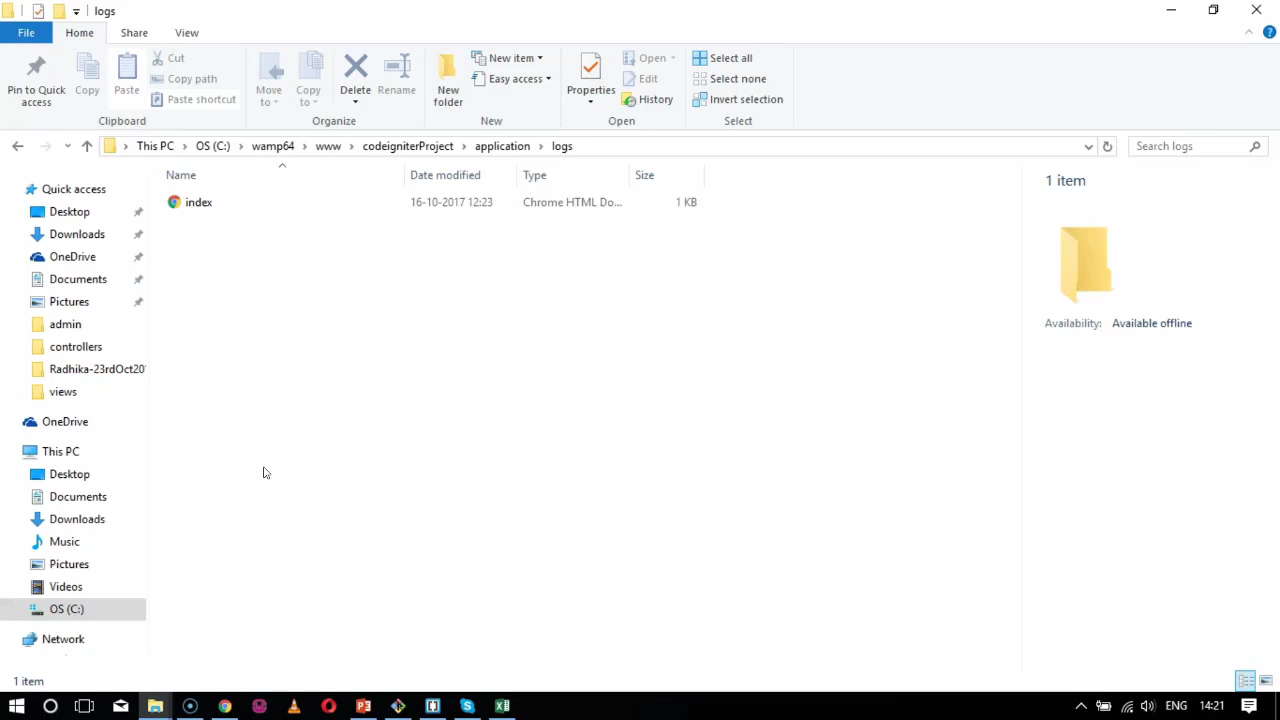 logs
File Home Share View
Pin to Quick access
Copy
Paste
Cut
Copy path
Paste shortcut
Clipboard
Move to
Copy to
Delete
Rename
Organize
New folder
New item
Easy access
New
Properties
Open
Edit
History
Open
Select all
Select none
Invert selection
Select
This PC OS (C:) wamp64 www codeigniterProject application logs
Search logs
Name Date modified Type Size
index 16-10-2017 12:23 Chrome HTML Do... 1 KB
Quick access
Desktop
Downloads
OneDrive
Documents
Pictures
admin
controllers
Radhika-23rdOct20
views
OneDrive
This PC
Desktop
Documents
Downloads
Music
Pictures
Videos
OS (C:)
Network
1 item
Availability: Available offline
1 item
ENG 14:21